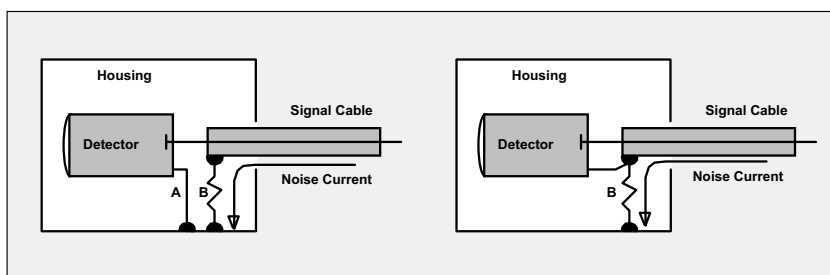 Housing
Signal Cable
Detector
A
B
Noise Current
Housing
Signal Cable
Detector
B
Noise Current